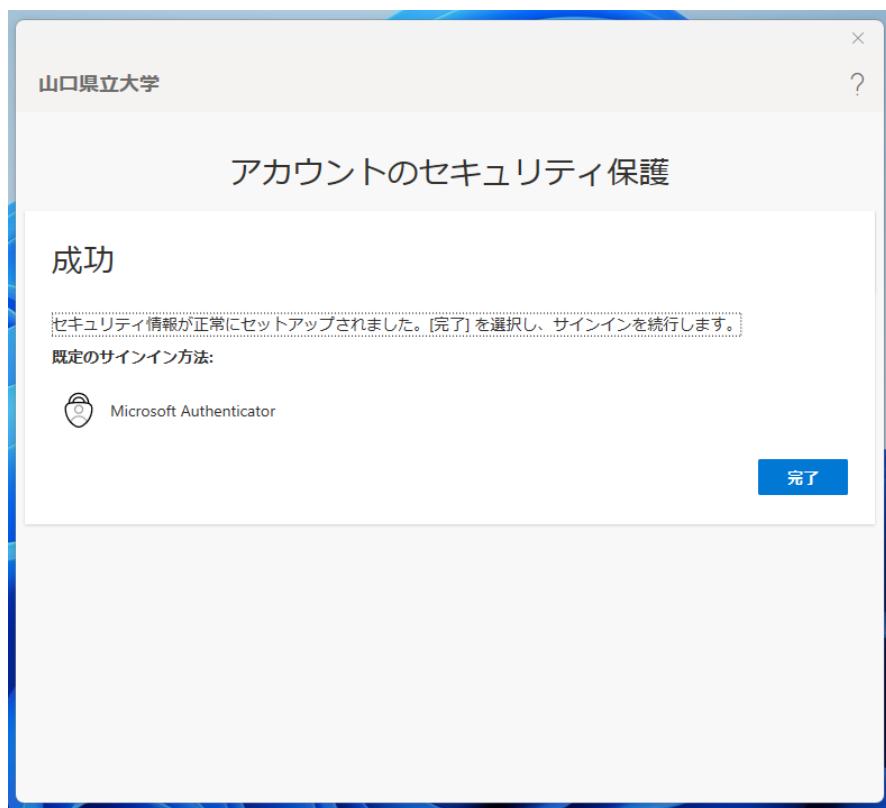 山口県立大学
?
アカウントのセキュリティ保護
成功
セキュリティ情報が正常にセットアップされました。[完了] を選択し、サインインを続行します。
既定のサインイン方法:
Microsoft Authenticator
完了